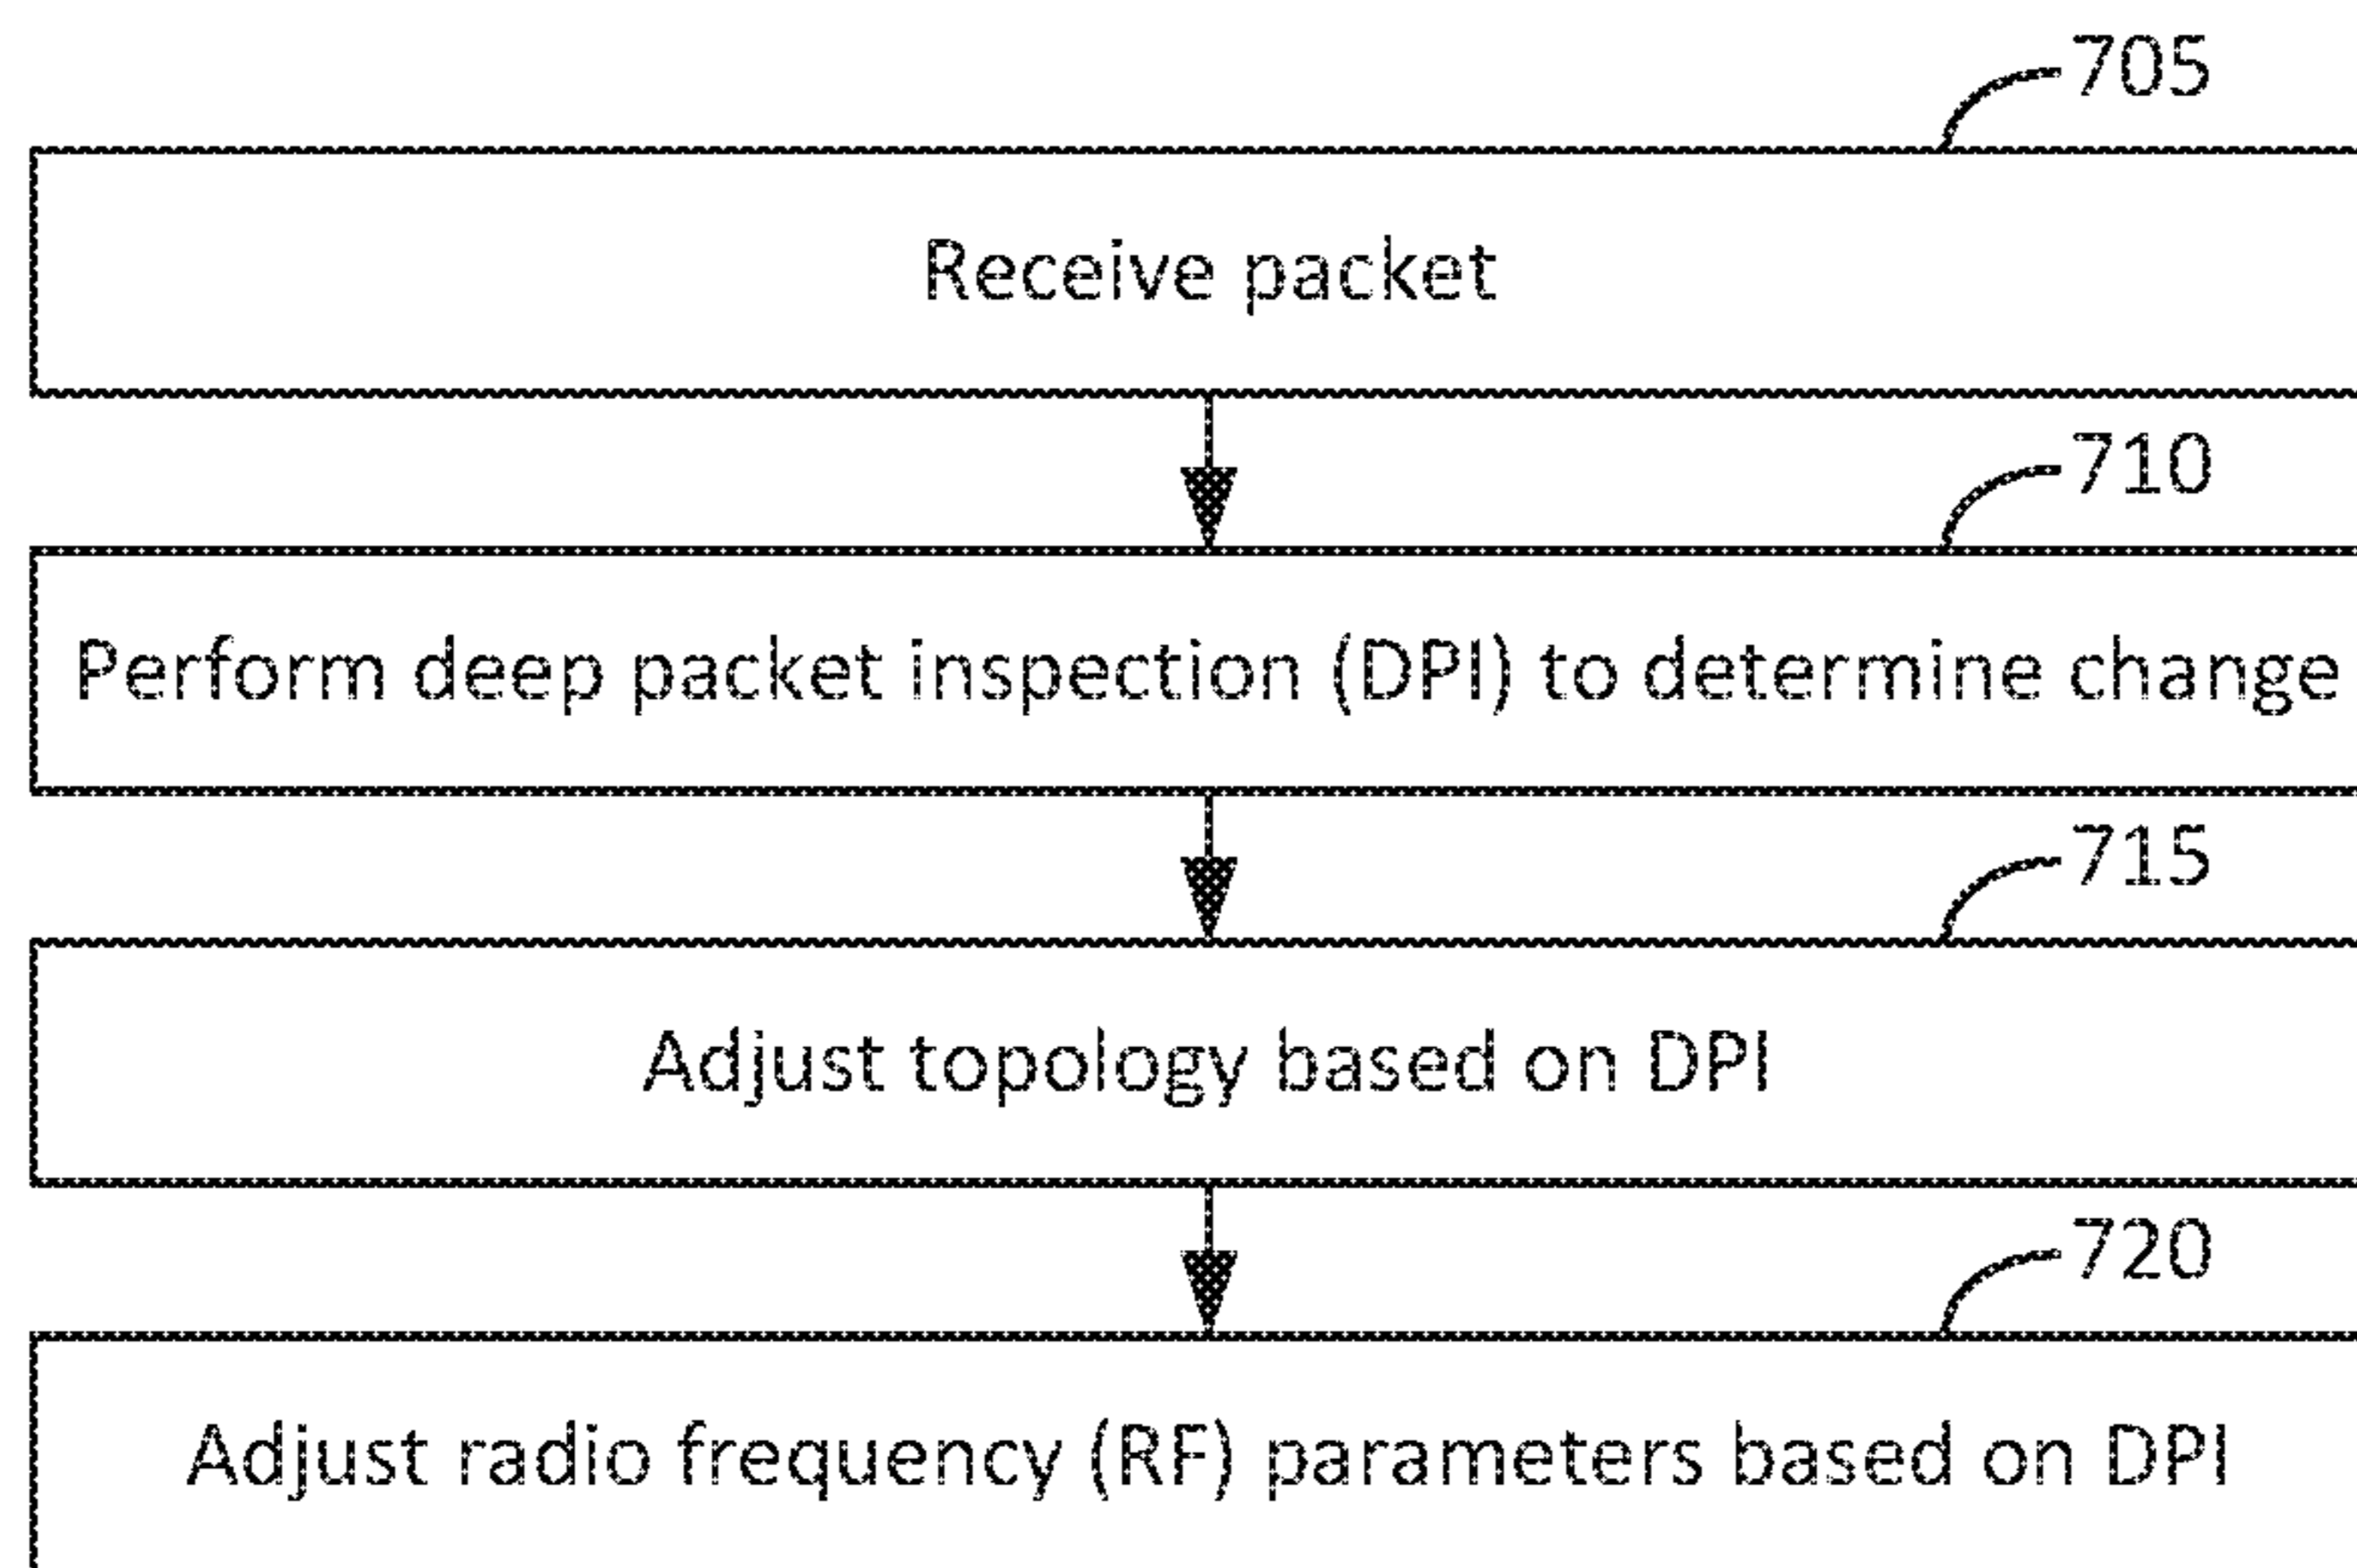 705
Receive packet
710
Perform deep packet inspection (DPI) to determine change
715
Adjust topology based on DPI
720
Adjust radio frequency (RF) parameters based on DPI